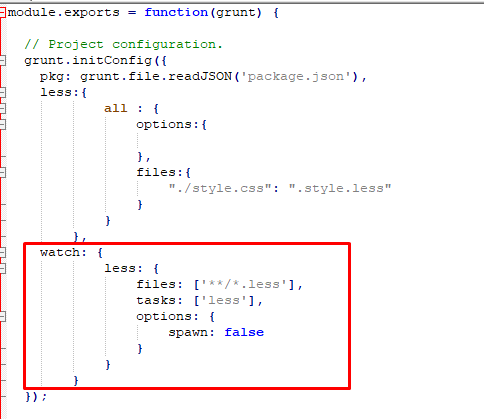 module.exports = function(grunt) {
// Project configuration.
grunt.initConfig({
pkg: grunt.file.readJSON('package.json'),
less:{
all : {
options:{
},
files:{
"./style.css": ".style.less"
}
}
},
watch: {
less: {
files: ['**/*.less'],
tasks: ['less'],
options: {
spawn: false
}
}
}
});